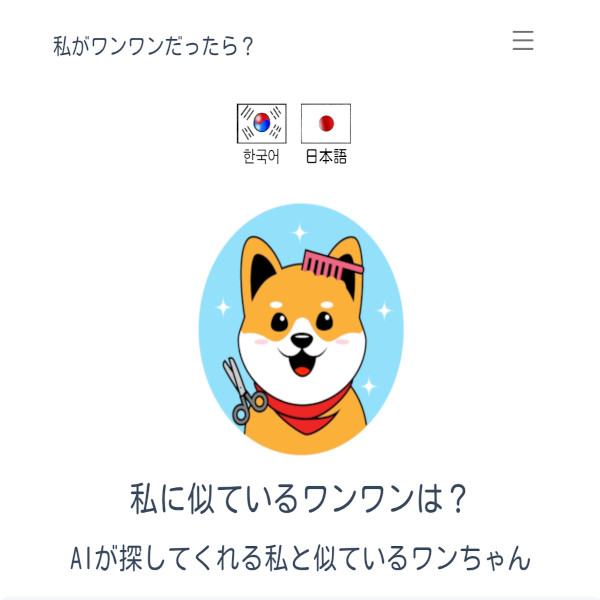 私がワンワンだったら？
한국어 日本語
私に似ているワンワンは？
AIが探してくれる私と似ているワンちゃん